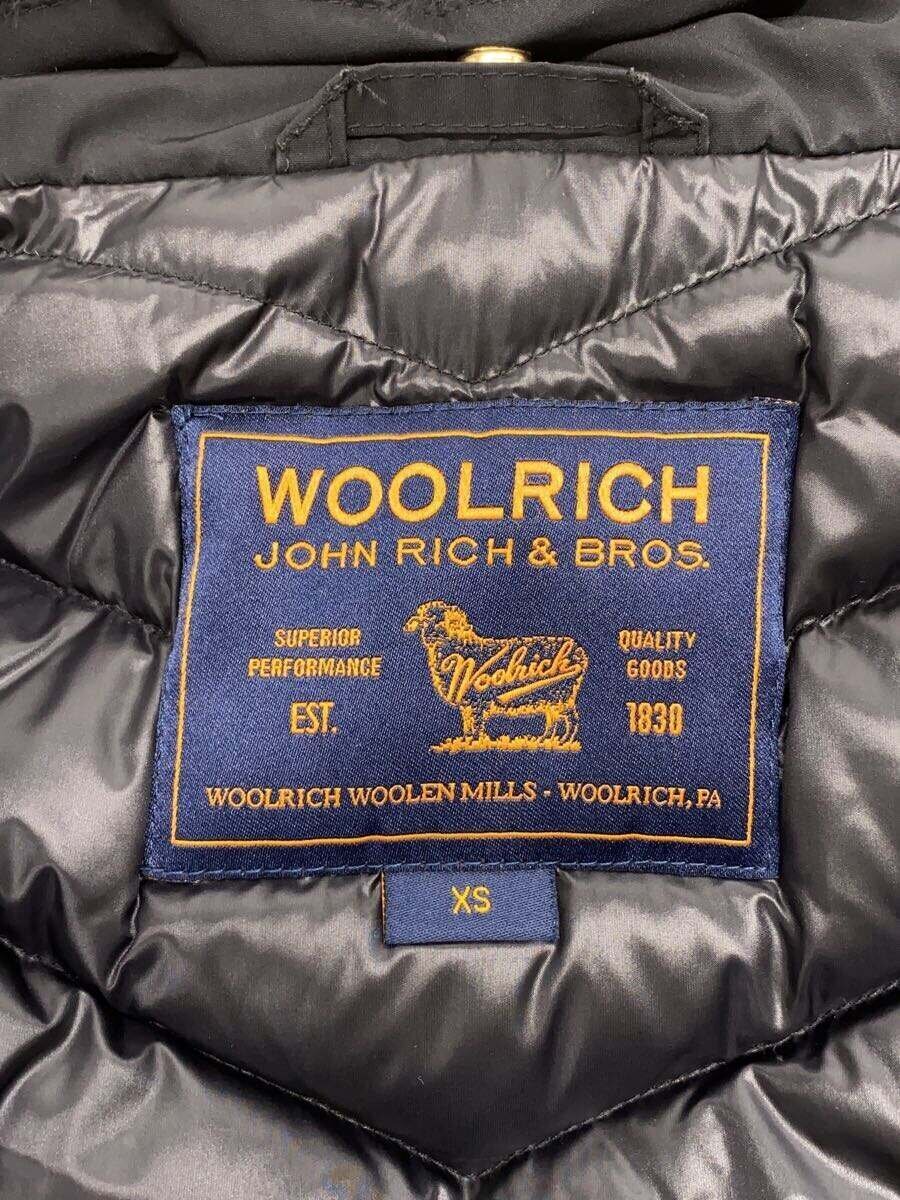 WOOLRICH
JOHN RICH & BROS.
SUPERIOR
PERFORMANCE
EST.
Woolrich
QUALITY
GOODS
1830
WOOLRICH WOOLEN MILLS - WOOLRICH, PA
XS